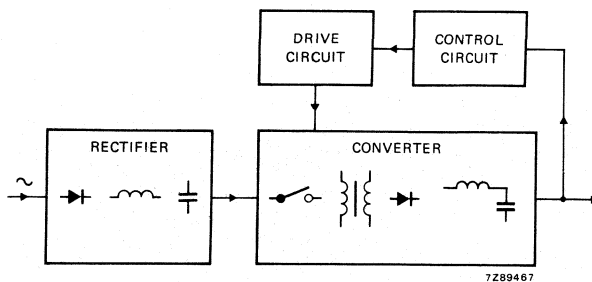 DRIVE
CIRCUIT
CONTROL
CIRCUIT
RECTIFIER
CONVERTER
~
7Z89467